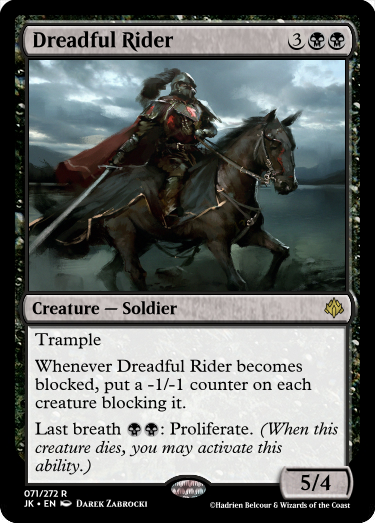 Dreadful Rider 3
Creature — Soldier
Trample
Whenever Dreadful Rider becomes
blocked, put a -1/-1 counter on each
creature blocking it.
Last breath : Proliferate. (When this
creature dies, you may activate this
ability.)
5/4
071/272 R
JK • EN DAREK ZABROCKI
©Hadrien Belcour & Wizards of the Coast